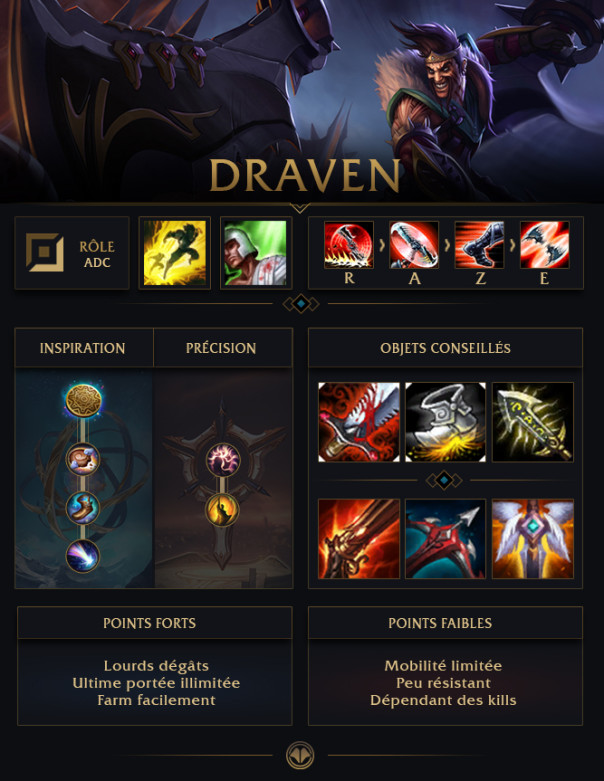 DRAVEN
RÔLE
ADC
R
A
Z
E
INSPIRATION
PRÉCISION
OBJETS CONSEILLÉS
POINTS FORTS
Lourds dégâts
Ultime portée illimitée
Farm facilement
POINTS FAIBLES
Mobilité limitée
Peu résistant
Dépendant des kills